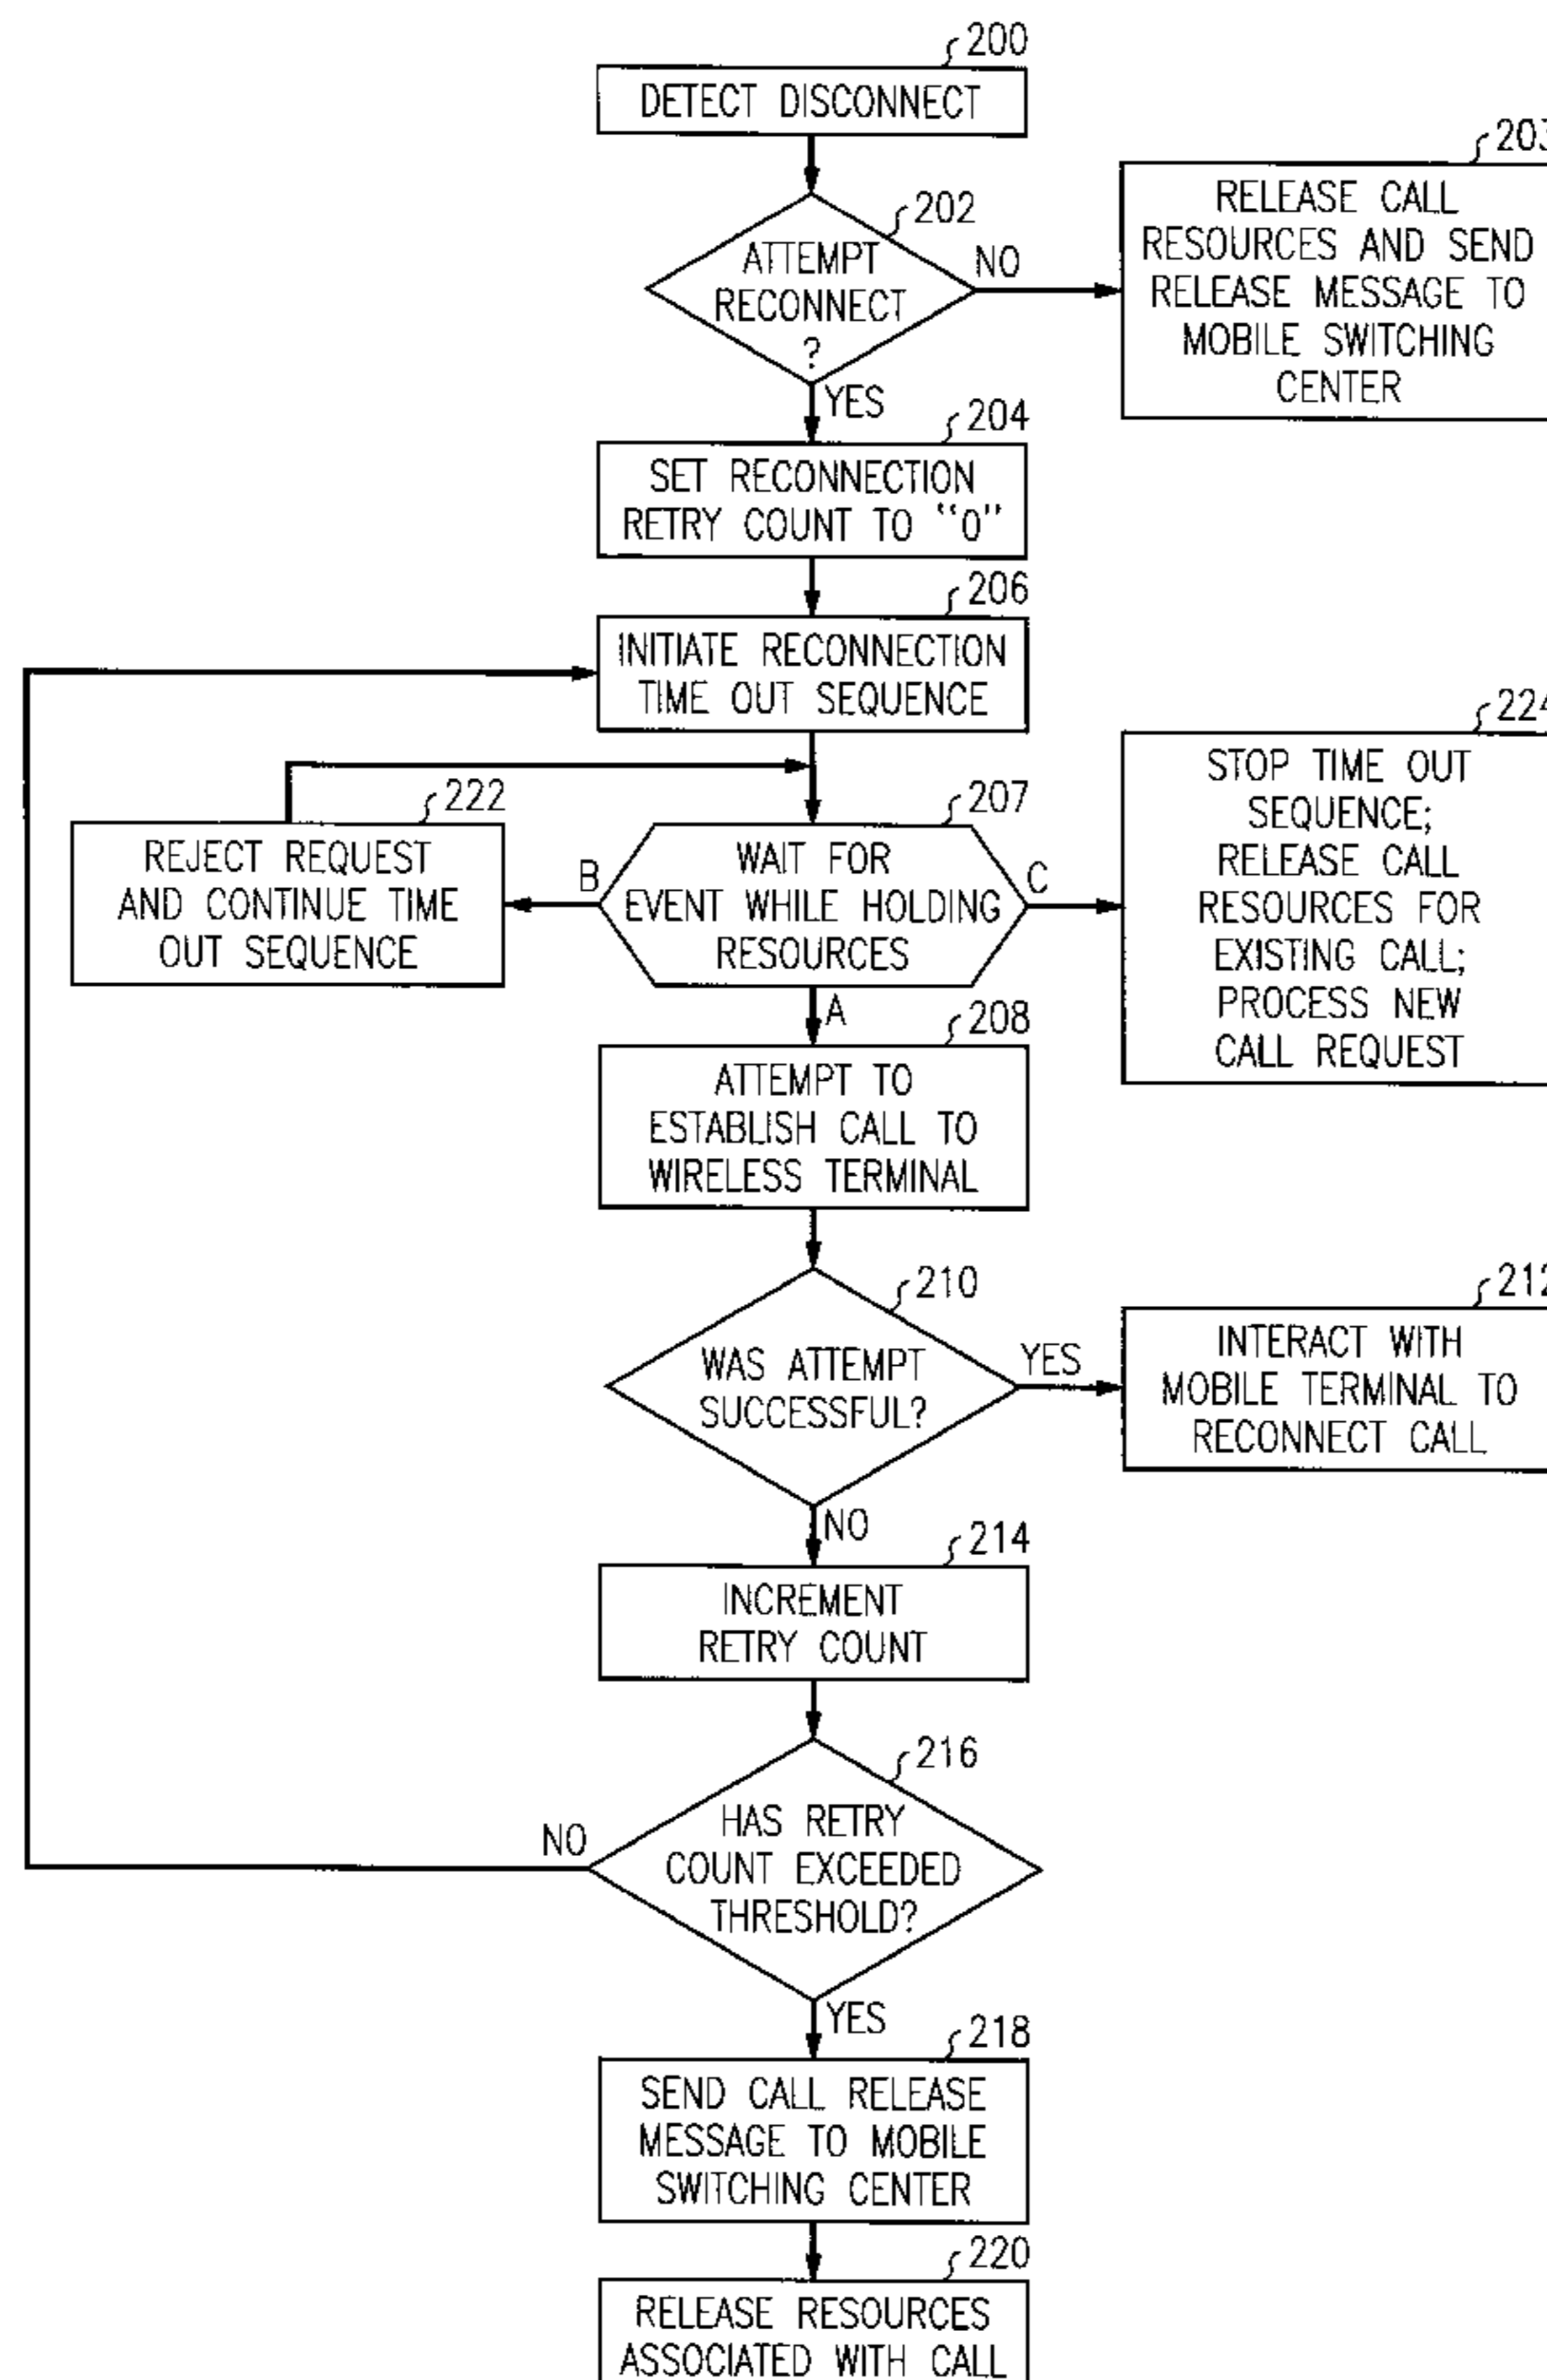 200
DETECT DISCONNECT
202
ATTEMPT
RECONNECT
?
NO
203
RELEASE CALL
RESOURCES AND SEND
RELEASE MESSAGE TO
MOBILE SWITCHING
CENTER
YES
204
SET RECONNECTION
RETRY COUNT TO "0"
206
INITIATE RECONNECTION
TIME OUT SEQUENCE
222
REJECT REQUEST
AND CONTINUE TIME
OUT SEQUENCE
207
B
WAIT FOR
EVENT WHILE HOLDING
RESOURCES
C
224
STOP TIME OUT
SEQUENCE;
RELEASE CALL
RESOURCES FOR
EXISTING CALL;
PROCESS NEW
CALL REQUEST
A
208
ATTEMPT TO
ESTABLISH CALL TO
WIRELESS TERMINAL
210
WAS ATTEMPT
SUCCESSFUL?
YES
212
INTERACT WITH
MOBILE TERMINAL TO
RECONNECT CALL
NO
214
INCREMENT
RETRY COUNT
216
HAS RETRY
COUNT EXCEEDED
THRESHOLD?
NO
YES
218
SEND CALL RELEASE
MESSAGE TO MOBILE
SWITCHING CENTER
220
RELEASE RESOURCES
ASSOCIATED WITH CALL